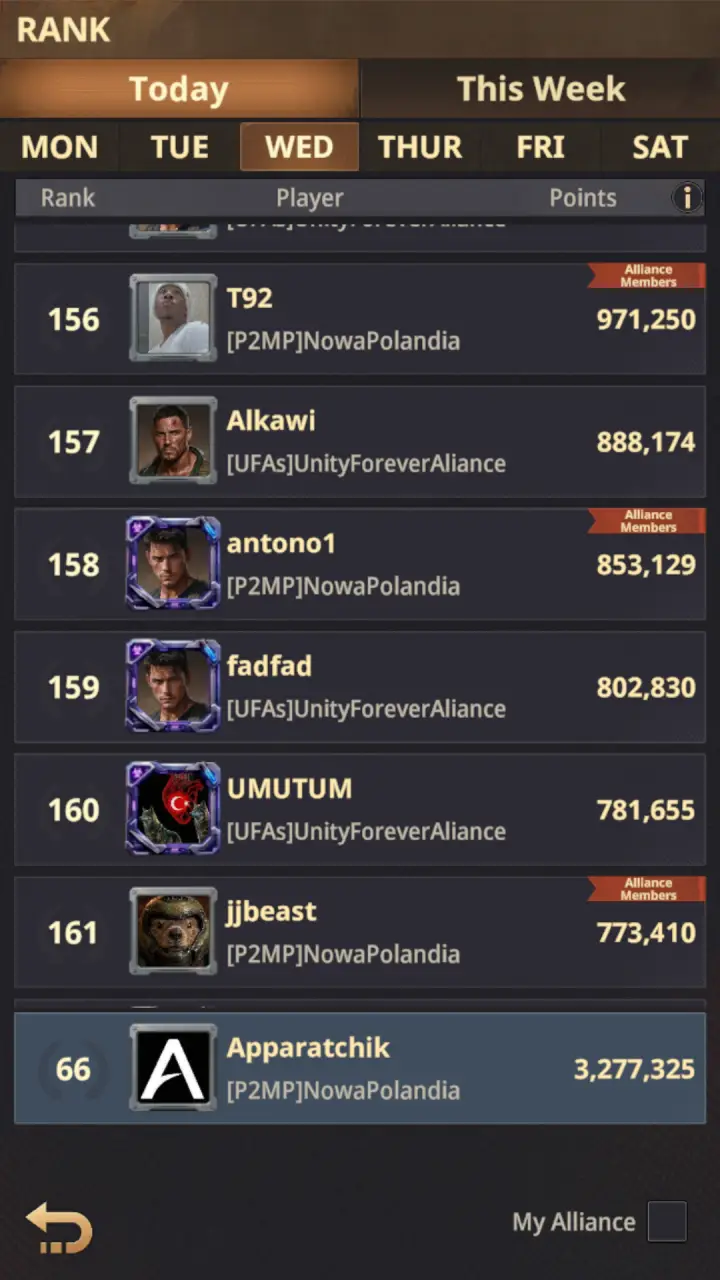 RANK
Today
This Week
MON
TUE
WED
THUR
FRI
SAT
Rank
Player
Points
[UFAs]UnityForeverAliance
156
T92
[P2MP]NowaPolandia
Alliance
Members
971,250
157
Alkawi
[UFAs]UnityForeverAliance
888,174
158
antono1
[P2MP]NowaPolandia
Alliance
Members
853,129
159
fadfad
[UFAs]UnityForeverAliance
802,830
160
UMUTUM
[UFAs]UnityForeverAliance
781,655
161
jjbeast
[P2MP]NowaPolandia
Alliance
Members
773,410
66
Apparatchik
[P2MP]NowaPolandia
3,277,325
My Alliance